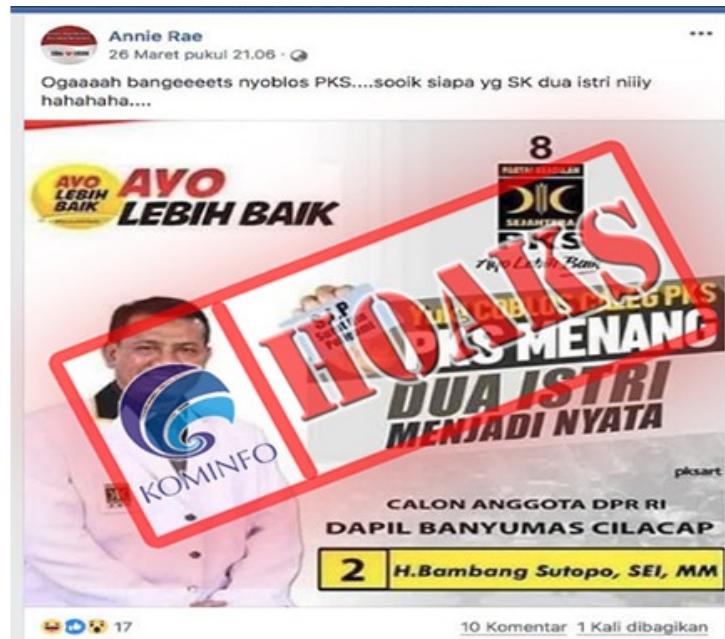 Annie Rae
26 Maret pukul 21.06 ·
Ogaaaah bangeeeets nyoblos PKS....sooik siapa yg SK dua istri niiiy
hahahaha....
AYO
LEBIH
BAIK
AYO
LEBIH BAIK
8
PARTAI KEADILAN
SEJAHTERA
PKS
Ayo Lebih Baik
HOAKS
COBLOS CALEG PKS
PKS MENANG
DUA ISTRI
MENJADI NYATA
KOMINFO
pksart
CALON ANGGOTA DPR RI
DAPIL BANYUMAS CILACAP
2 H.Bambang Sutopo, SEI, MM
17
10 Komentar 1 Kali dibagikan